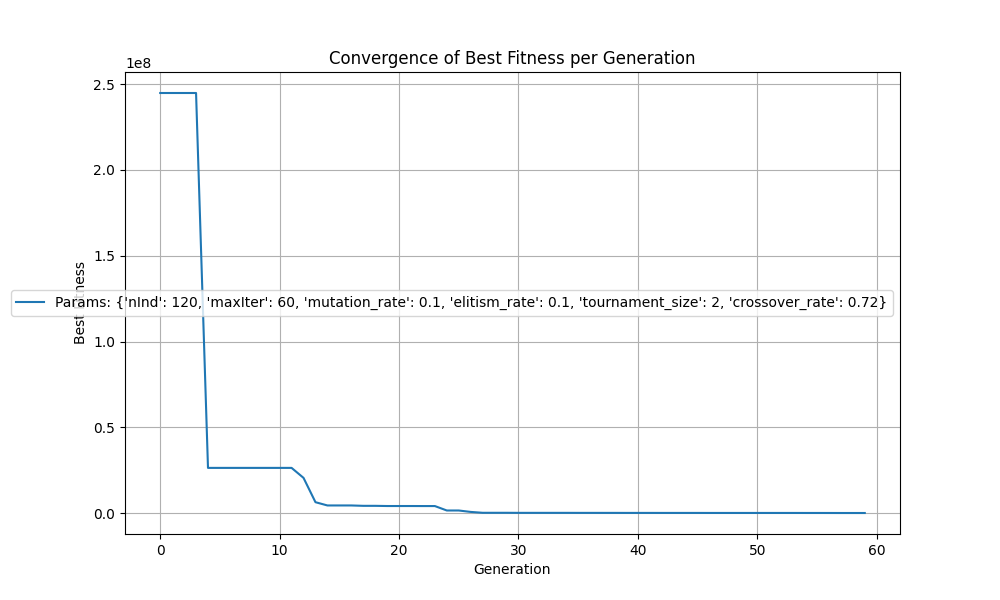 Convergence of Best Fitness per Generation
1e8
2.5
2.0
1.5
1.0
0.5
0.0
Best Fitness
Params: {'nInd': 120, 'maxIter': 60, 'mutation_rate': 0.1, 'elitism_rate': 0.1, 'tournament_size': 2, 'crossover_rate': 0.72}
0 10 20 30 40 50 60
Generation